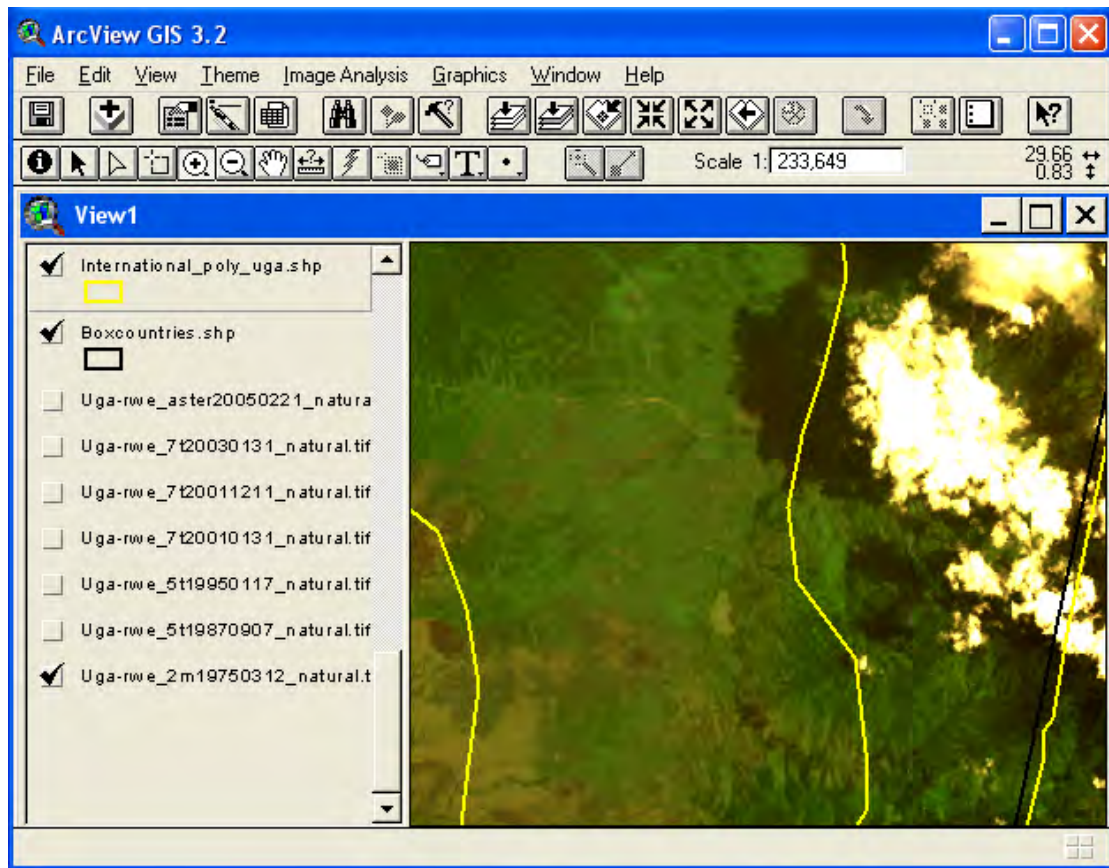 ArcView GIS 3.2
File Edit View Theme Image Analysis Graphics Window Help
Scale 1: 233,649
29.66
0.83
View1
International_poly_uga.shp
Boxcountries.shp
Uga-rwe_aster20050221_natura
Uga-rwe_7t20030131_natural.tif
Uga-rwe_7t20011211_natural.tif
Uga-rwe_7t20010131_natural.tif
Uga-rwe_5t19950117_natural.tif
Uga-rwe_5t19870907_natural.tif
Uga-rwe_2m19750312_natural.t